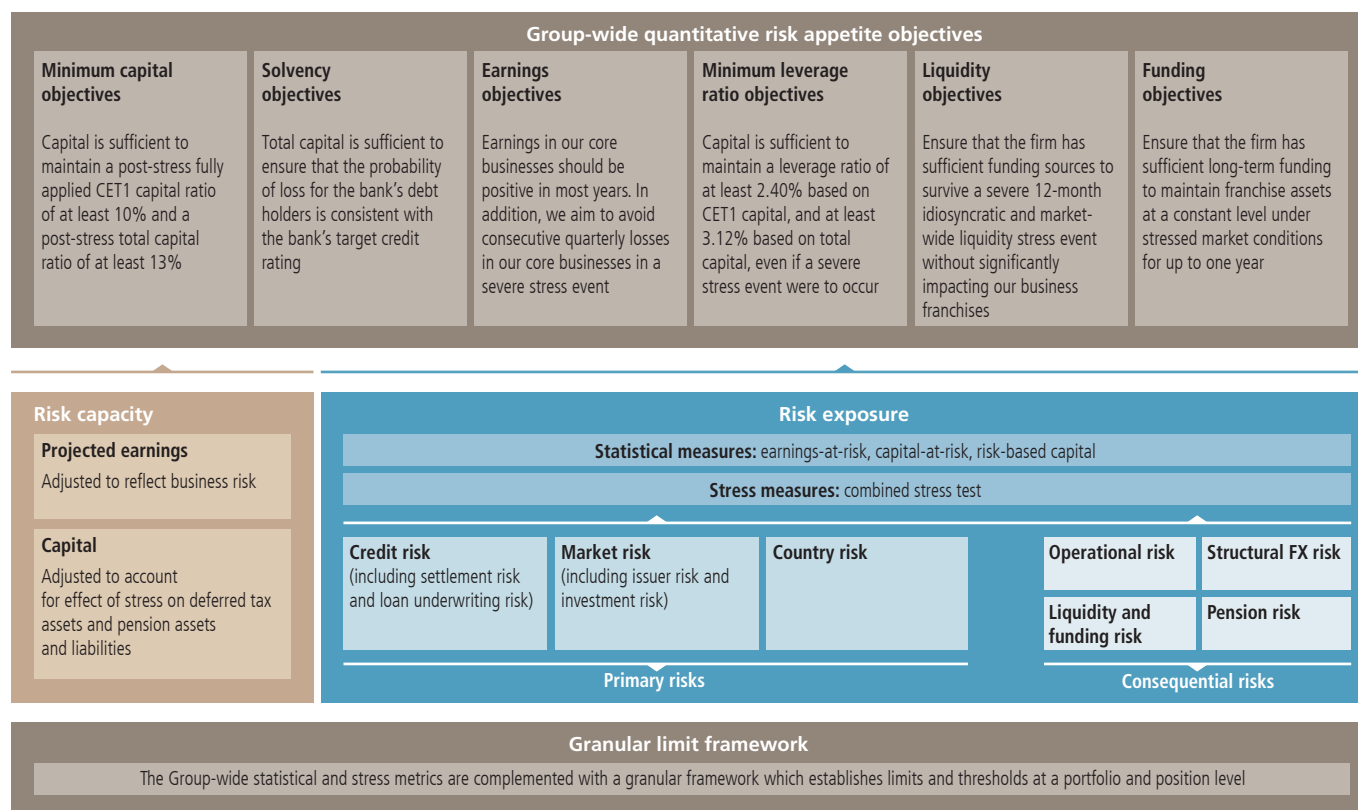 Group-wide quantitative risk appetite objectives
Minimum capital
objectives
Capital is sufficient to
maintain a post-stress fully
applied CET1 capital ratio
of at least 10% and a
post-stress total capital
ratio of at least 13%
Solvency
objectives
Total capital is sufficient to
ensure that the probability
of loss for the bank’s debt
holders is consistent with
the bank’s target credit
rating
Earnings
objectives
Earnings in our core
businesses should be
positive in most years. In
addition, we aim to avoid
consecutive quarterly losses
in our core businesses in a
severe stress event
Minimum leverage
ratio objectives
Capital is sufficient to
maintain a leverage ratio of
at least 2.40% based on
CET1 capital, and at least
3.12% based on total
capital, even if a severe
stress event were to occur
Liquidity
objectives
Ensure that the firm has
sufficient funding sources to
survive a severe 12-month
idiosyncratic and market-
wide liquidity stress event
without significantly
impacting our business
franchises
Funding
objectives
Ensure that the firm has
sufficient long-term funding
to maintain franchise assets
at a constant level under
stressed market conditions
for up to one year
Risk capacity
Projected earnings
Adjusted to reflect business risk
Capital
Adjusted to account
for effect of stress on deferred tax
assets and pension assets
and liabilities
Risk exposure
Statistical measures: earnings-at-risk, capital-at-risk, risk-based capital
Stress measures: combined stress test
Credit risk
(including settlement risk
and loan underwriting risk)
Market risk
(including issuer risk and
investment risk)
Country risk
Primary risks
Operational risk
Structural FX risk
Liquidity and
funding risk
Pension risk
Consequential risks
Granular limit framework
The Group-wide statistical and stress metrics are complemented with a granular framework which establishes limits and thresholds at a portfolio and position level